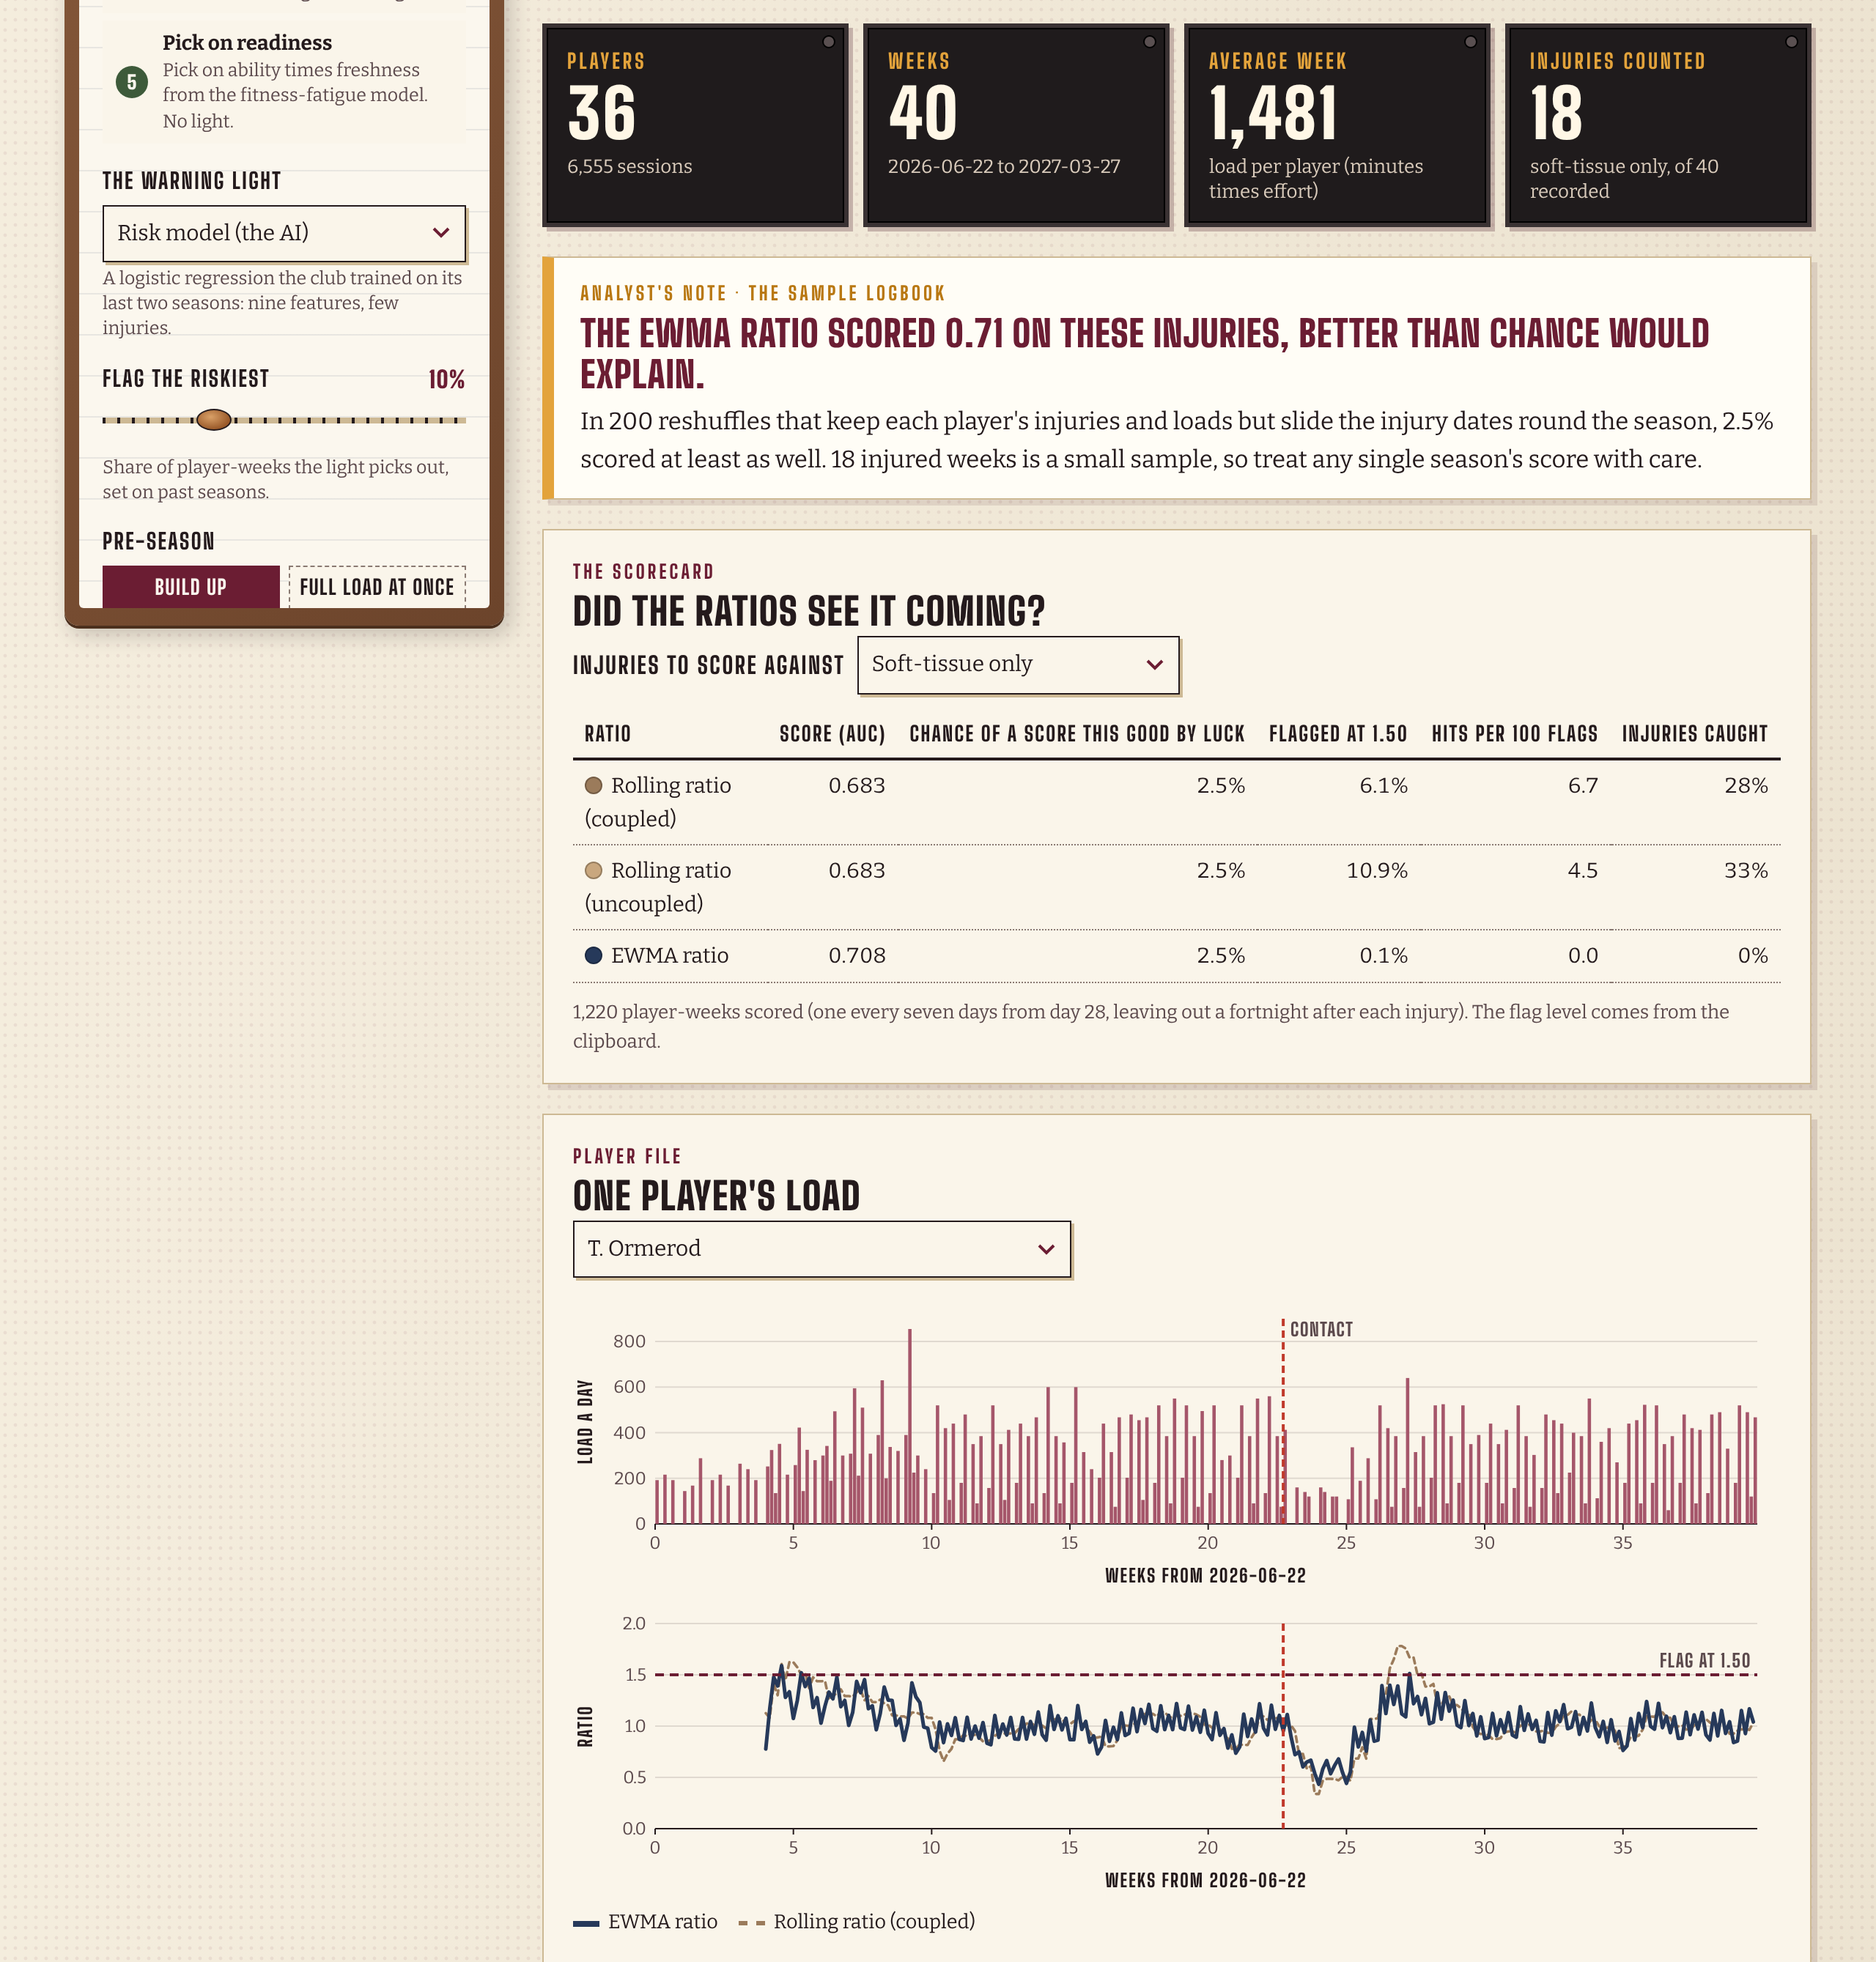 Pick on readiness
5
Pick on ability times freshness
from the fitness-fatigue model.
No light.
THE WARNING LIGHT
Risk model (the AI)
A logistic regression the club trained on its
last two seasons: nine features, few
injuries.
FLAG THE RISKIEST 10%
Share of player-weeks the light picks out,
set on past seasons.
PRE-SEASON
BUILD UP FULL LOAD AT ONCE
PLAYERS
36
6,555 sessions
WEEKS
40
2026-06-22 to 2027-03-27
AVERAGE WEEK
1,481
load per player (minutes
times effort)
INJURIES COUNTED
18
soft-tissue only, of 40
recorded
ANALYST'S NOTE · THE SAMPLE LOGBOOK
THE EWMA RATIO SCORED 0.71 ON THESE INJURIES, BETTER THAN CHANCE WOULD
EXPLAIN.
In 200 reshuffles that keep each player's injuries and loads but slide the injury dates round the season, 2.5%
scored at least as well. 18 injured weeks is a small sample, so treat any single season's score with care.
THE SCORECARD
DID THE RATIOS SEE IT COMING?
INJURIES TO SCORE AGAINST Soft-tissue only
RATIO SCORE (AUC) CHANCE OF A SCORE THIS GOOD BY LUCK FLAGGED AT 1.50 HITS PER 100 FLAGS INJURIES CAUGHT
Rolling ratio 0.683 2.5% 6.1% 6.7 28%
(coupled)
Rolling ratio 0.683 2.5% 10.9% 4.5 33%
(uncoupled)
EWMA ratio 0.708 2.5% 0.1% 0.0 0%
1,220 player-weeks scored (one every seven days from day 28, leaving out a fortnight after each injury). The flag level comes from the
clipboard.
PLAYER FILE
ONE PLAYER'S LOAD
T. Ormerod
CONTACT
800
600
400
200
0
LOAD A DAY
0 5 10 15 20 25 30 35
WEEKS FROM 2026-06-22
2.0
FLAG AT 1.50
1.5
1.0
0.5
0.0
RATIO
0 5 10 15 20 25 30 35
WEEKS FROM 2026-06-22
EWMA ratio Rolling ratio (coupled)